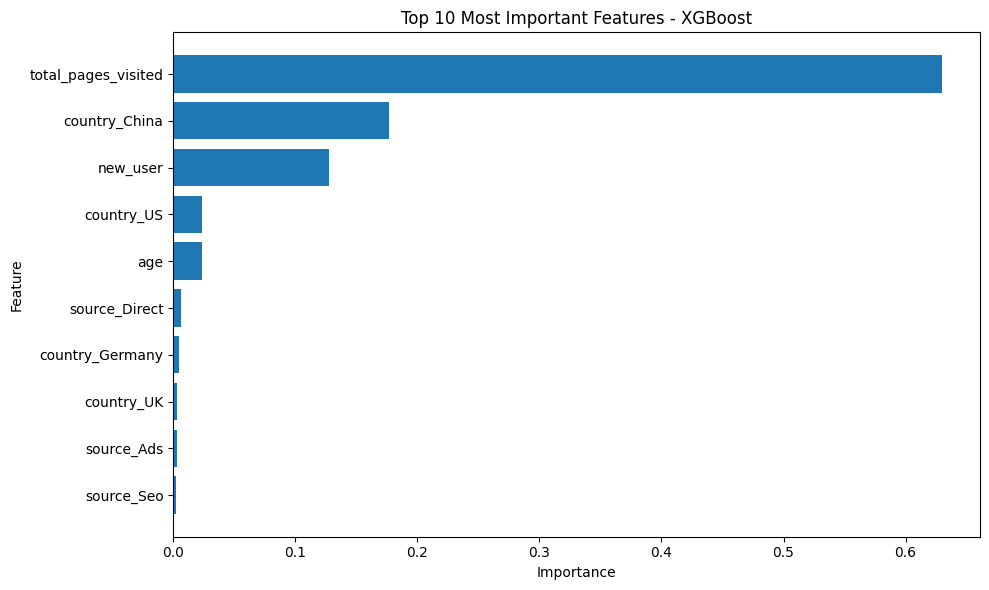 Top 10 Most Important Features - XGBoost
total_pages_visited
country_China
new_user
country_US
age
source_Direct
country_Germany
country_UK
source_Ads
source_Seo
Feature
0.0 0.1 0.2 0.3 0.4 0.5 0.6
Importance